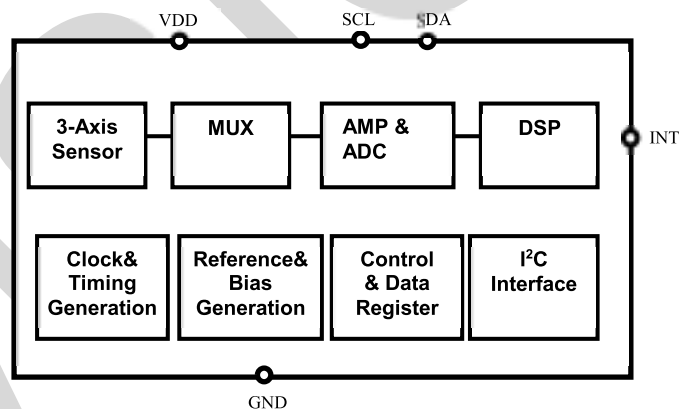 VDD
SCL
SDA
INT
3-Axis
Sensor
MUX
AMP &
ADC
DSP
Clock&
Timing
Generation
Reference&
Bias
Generation
Control
& Data
Register
I²C
Interface
GND